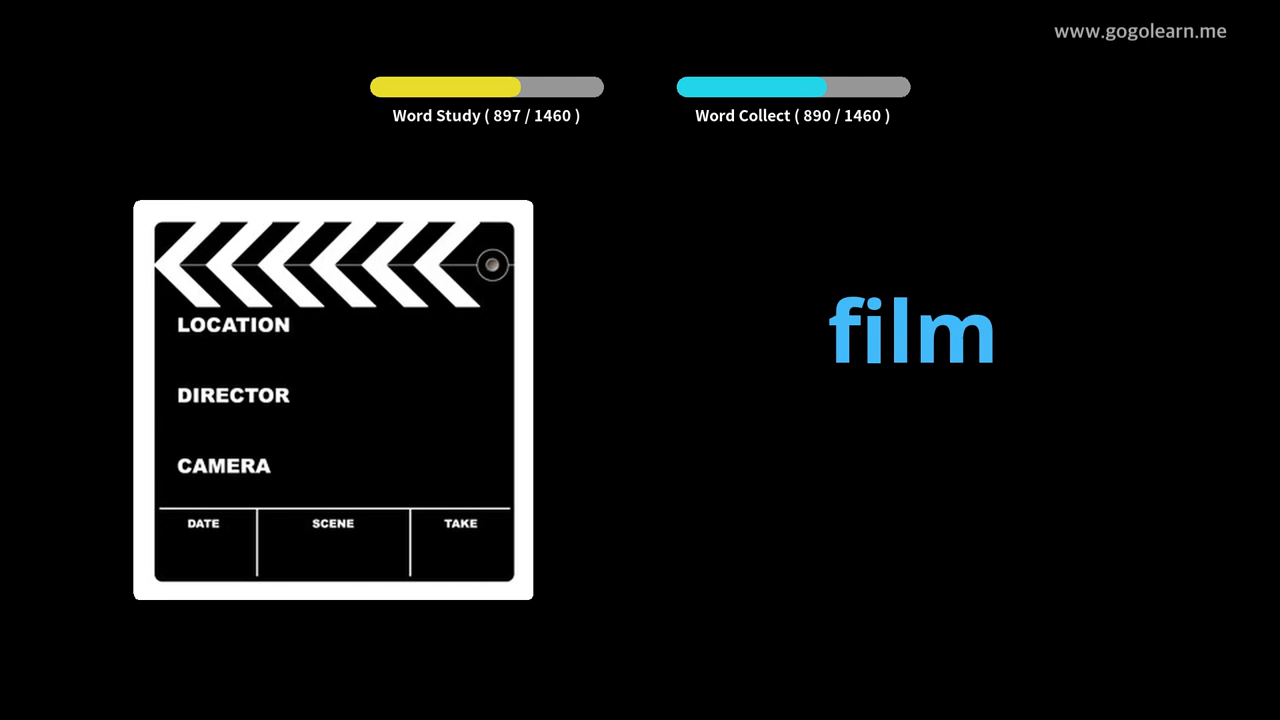 www.gogolearn.me
Word Study ( 897 / 1460 )
Word Collect ( 890 / 1460 )
LOCATION
DIRECTOR
CAMERA
DATE
SCENE
TAKE
film